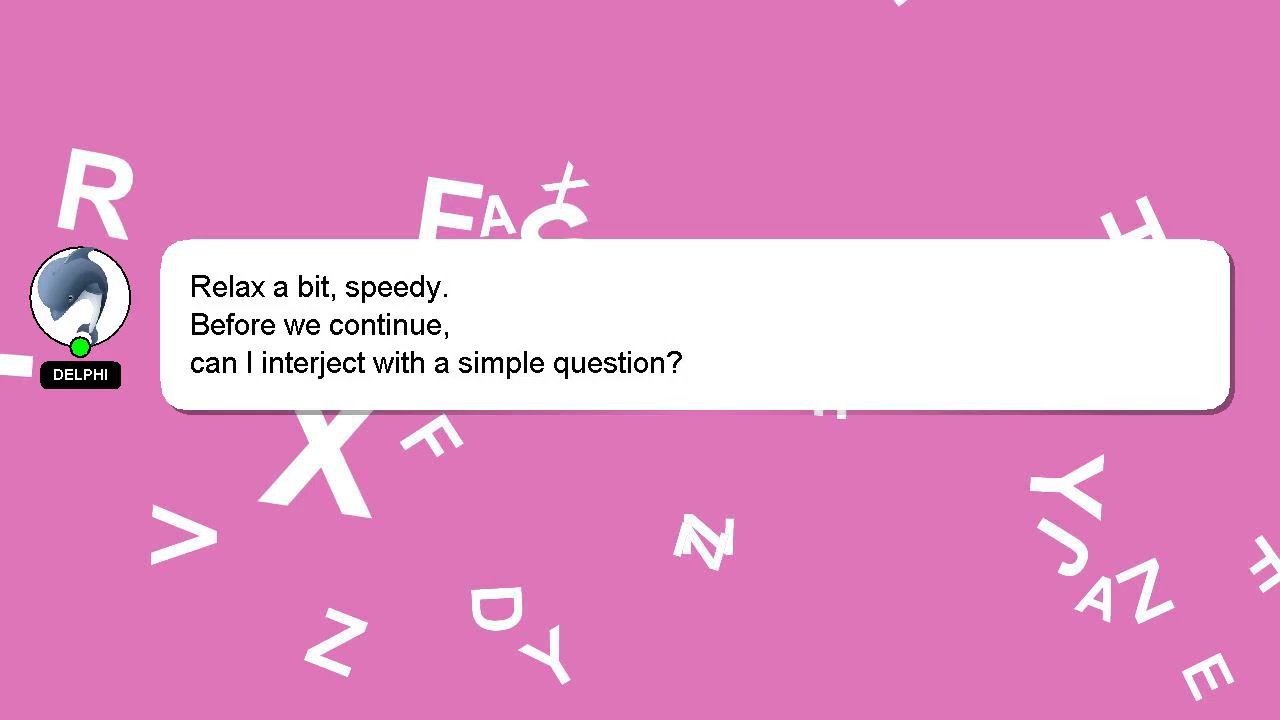 R
F
A
X
H
Relax a bit, speedy.
Before we continue,
can I interject with a simple question?
DELPHI
X
F
Y
V
N
J
Z
A
N
D
Z
Y
E